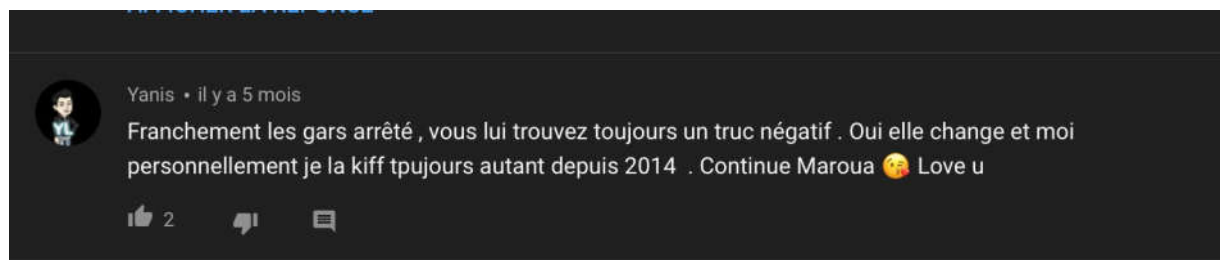 Yanis • il y a 5 mois
Franchement les gars arrêté , vous lui trouvez toujours un truc négatif . Oui elle change et moi
personnellement je la kiff tpujours autant depuis 2014 . Continue Maroua 😘 Love u
2